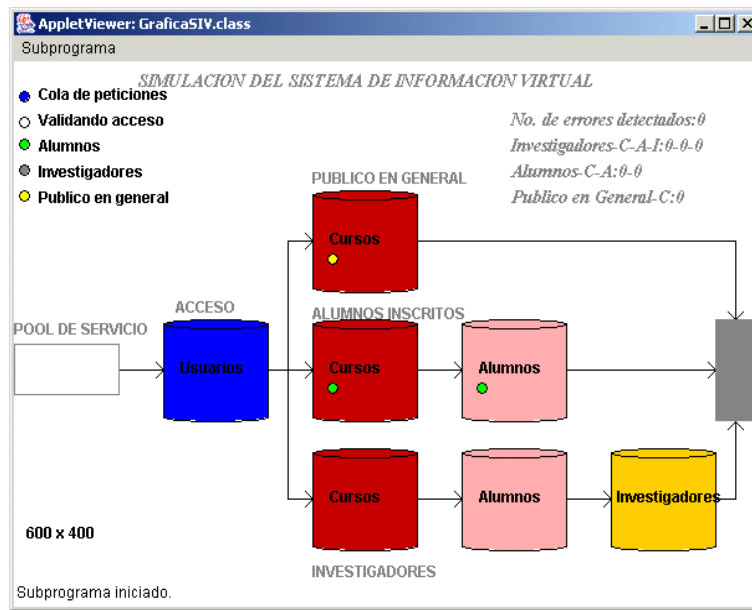 AppletViewer: GraficaSIV.class
Subprograma
SIMULACION DEL SISTEMA DE INFORMACION VIRTUAL
Cola de peticiones
Validando acceso
Alumnos
Investigadores
Publico en general
No. de errores detectados:0
Investigadores-C-A-I:0-0-0
Alumnos-C-A:0-0
Publico en General-C:0
PUBLICO EN GENERAL
Cursos
ACCESO
ALUMNOS INSCRITOS
POOL DE SERVICIO
Usuarios
Cursos
Alumnos
Cursos
Alumnos
Investigadores
600 x 400
INVESTIGADORES
Subprograma iniciado.